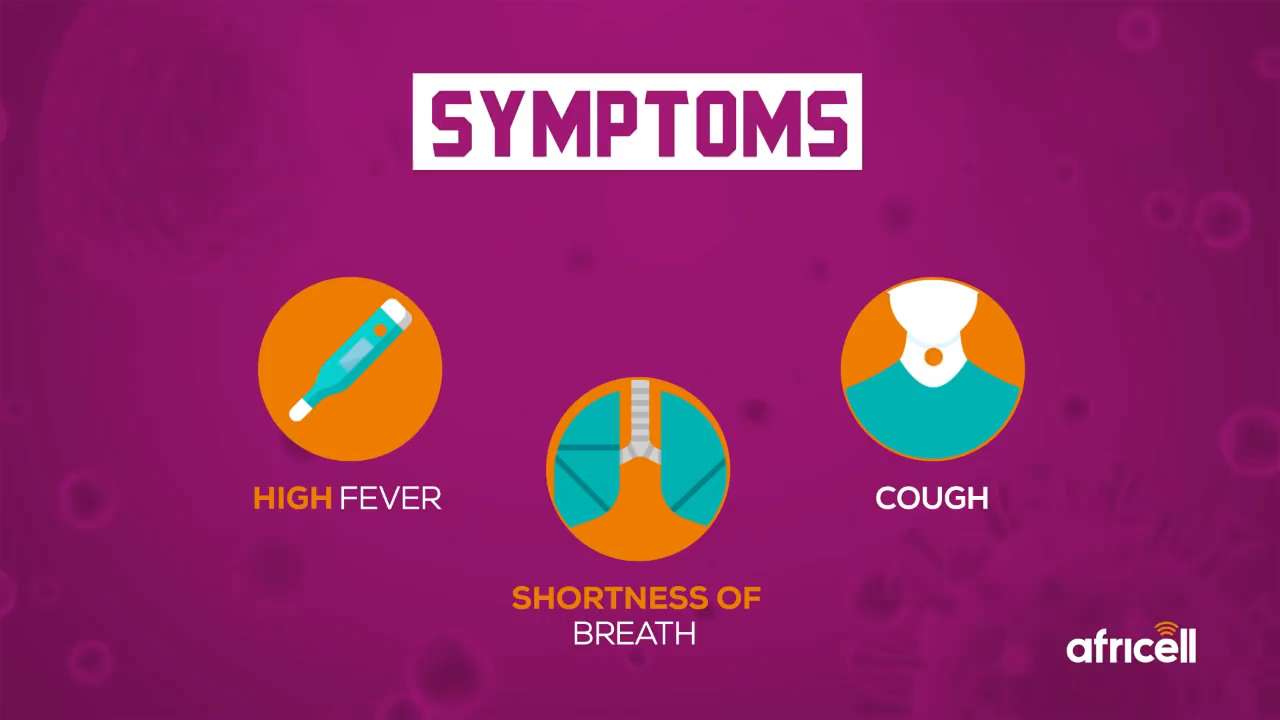 SYMPTOMS
HIGH FEVER
SHORTNESS OF
BREATH
COUGH
africell